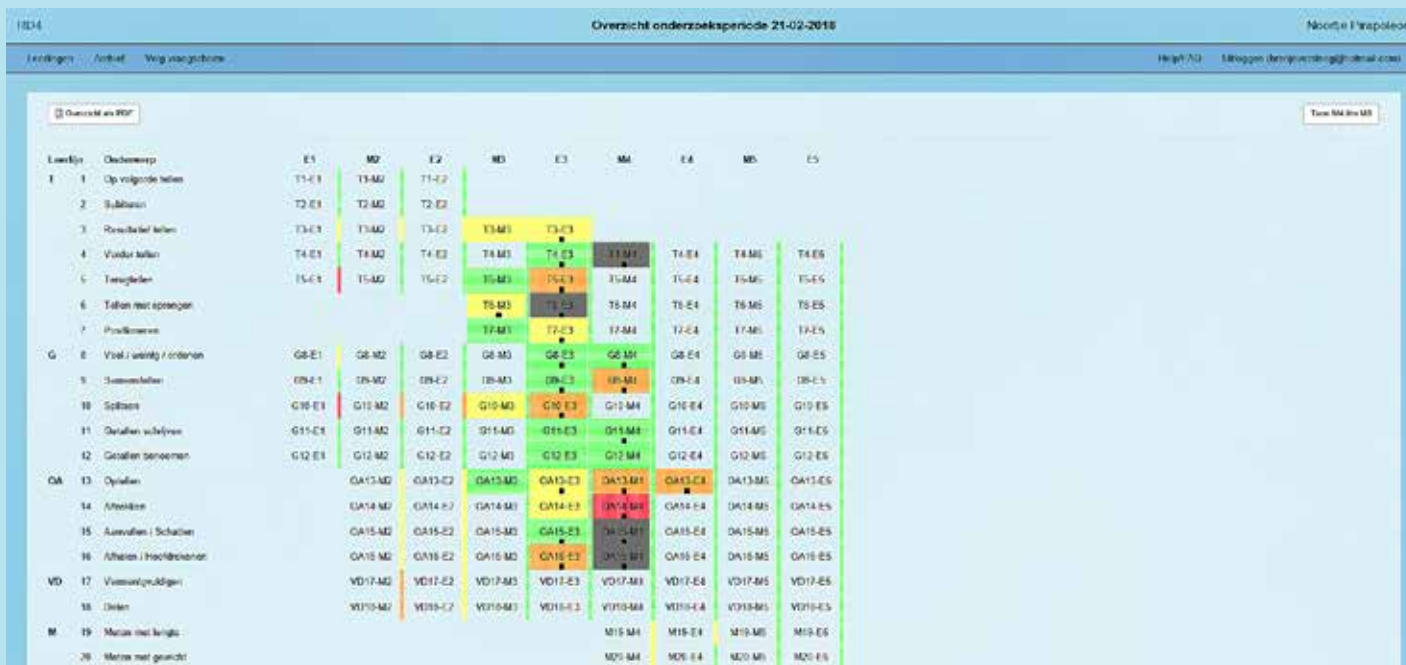 RD4 Overzicht onderzoeksperiode 21-02-2018 Noortje
Leerlingen Archief Help/FAQ Uitloggen
Overzicht als PDF Toon M4 t/m M8
Leerlijn Onderwerp E1 M2 E2 M3 E3 M4 E4 M5 E5
T 1 Op volgorde tellen T1-E1 T1-M2 T1-E2
2 Subiteren T2-E1 T2-M2 T2-E2
3 Resultatief tellen T3-E1 T3-M2 T3-E2 T3-M3 T3-E3
4 Verder tellen T4-E1 T4-M2 T4-E2 T4-M3 T4-E3 T4-M4 T4-E4 T4-M5 T4-E5
5 Terugtellen T5-E1 T5-M2 T5-E2 T5-M3 T5-E3 T5-M4 T5-E4 T5-M5 T5-E5
6 Tellen met sprongen T6-M3 T6-E3 T6-M4 T6-E4 T6-M5 T6-E5
7 Positioneren T7-M3 T7-E3 T7-M4 T7-E4 T7-M5 T7-E5
G 8 Veel / weinig / ordenen G8-E1 G8-M2 G8-E2 G8-M3 G8-E3 G8-M4 G8-E4 G8-M5 G8-E5
9 Samenstellen G9-E1 G9-M2 G9-E2 G9-M3 G9-E3 G9-M4 G9-E4 G9-M5 G9-E5
10 Splitsen G10-E1 G10-M2 G10-E2 G10-M3 G10-E3 G10-M4 G10-E4 G10-M5 G10-E5
11 Getallen schrijven G11-E1 G11-M2 G11-E2 G11-M3 G11-E3 G11-M4 G11-E4 G11-M5 G11-E5
12 Getallen benoemen G12-E1 G12-M2 G12-E2 G12-M3 G12-E3 G12-M4 G12-E4 G12-M5 G12-E5
OA 13 Optellen OA13-M2 OA13-E2 OA13-M3 OA13-E3 OA13-M4 OA13-E4 OA13-M5 OA13-E5
14 Aftrekken OA14-M2 OA14-E2 OA14-M3 OA14-E3 OA14-M4 OA14-E4 OA14-M5 OA14-E5
15 Aanvullen / Schatten OA15-M2 OA15-E2 OA15-M3 OA15-E3 OA15-M4 OA15-E4 OA15-M5 OA15-E5
16 Afhalen / Hoofdrekenen OA16-M2 OA16-E2 OA16-M3 OA16-E3 OA16-M4 OA16-E4 OA16-M5 OA16-E5
VD 17 Vermenigvuldigen VD17-M2 VD17-E2 VD17-M3 VD17-E3 VD17-M4 VD17-E4 VD17-M5 VD17-E5
18 Delen VD18-M2 VD18-E2 VD18-M3 VD18-E3 VD18-M4 VD18-E4 VD18-M5 VD18-E5
M 19 Meten met lengte M19-M4 M19-E4 M19-M5 M19-E5
20 Meten met gewicht M20-M4 M20-E4 M20-M5 M20-E5